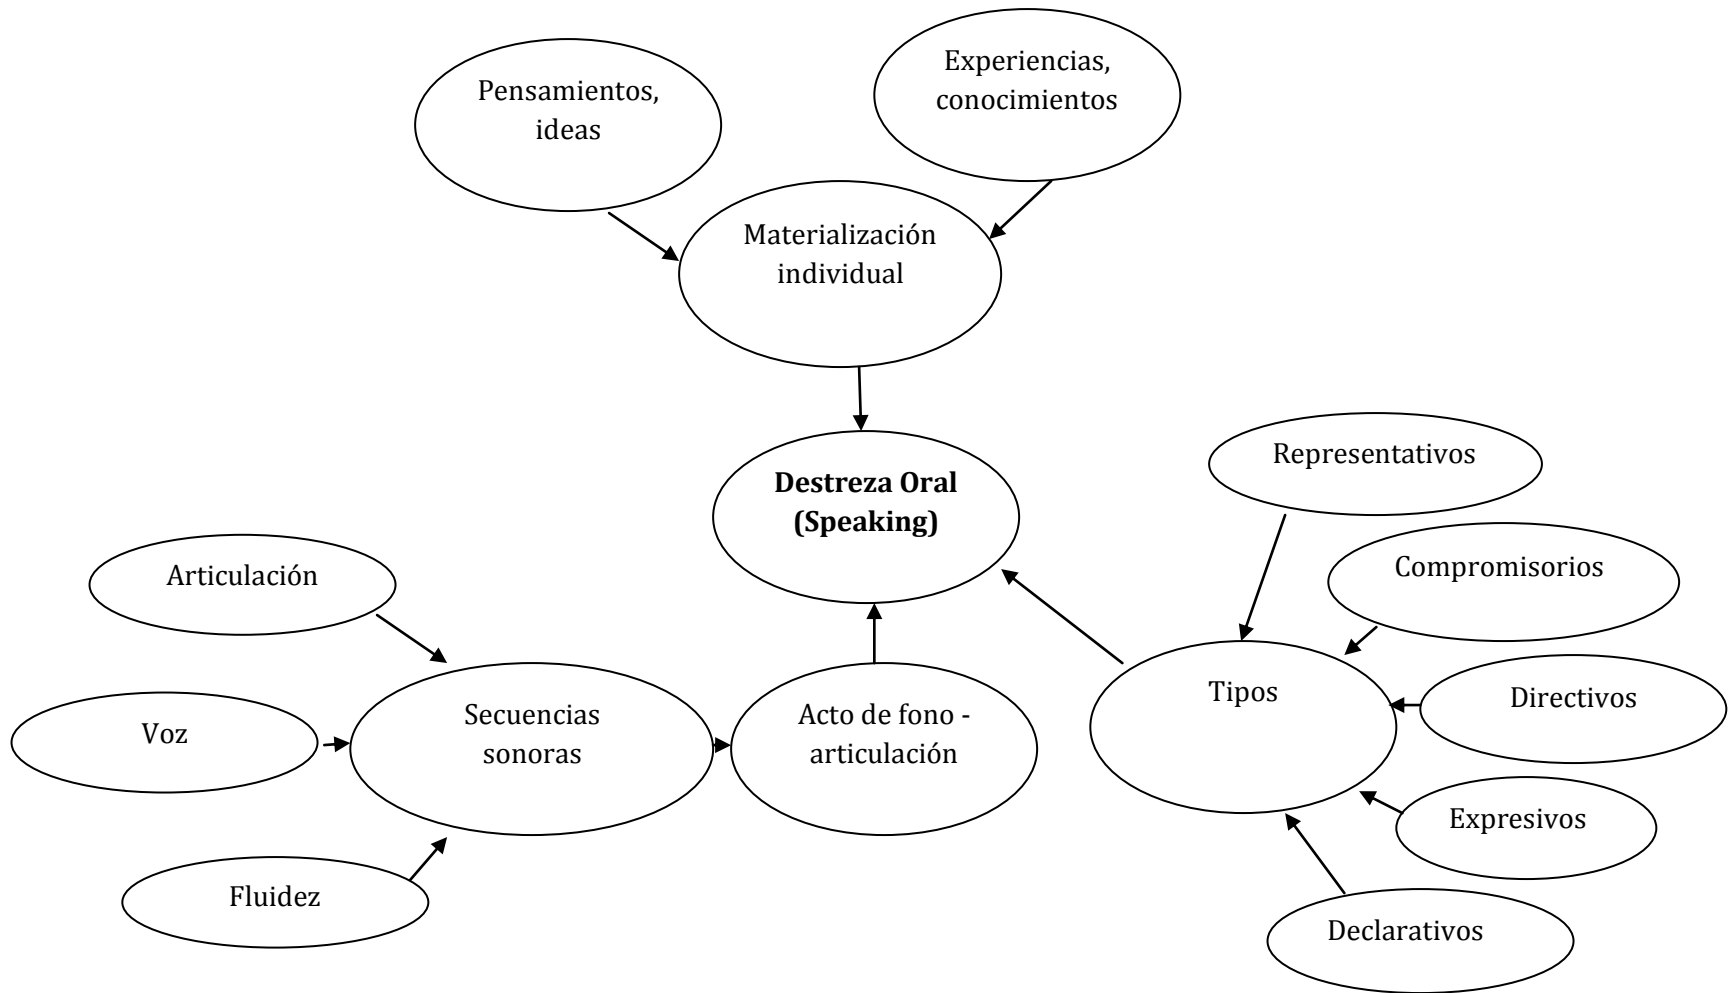 Experiencias,
conocimientos
Pensamientos,
ideas
Materialización
individual
Destreza Oral
(Speaking)
Representativos
Compromisorios
Articulación
Tipos
Directivos
Secuencias
sonoras
Acto de fono -
articulación
Voz
Expresivos
Fluidez
Declarativos